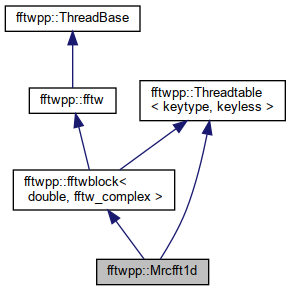 fftwpp::ThreadBase
fftwpp::fftw
fftwpp::Threadtable
< keytype, keyless >
fftwpp::fftwblock<
double, fftw_complex >
fftwpp::Mrcfft1d